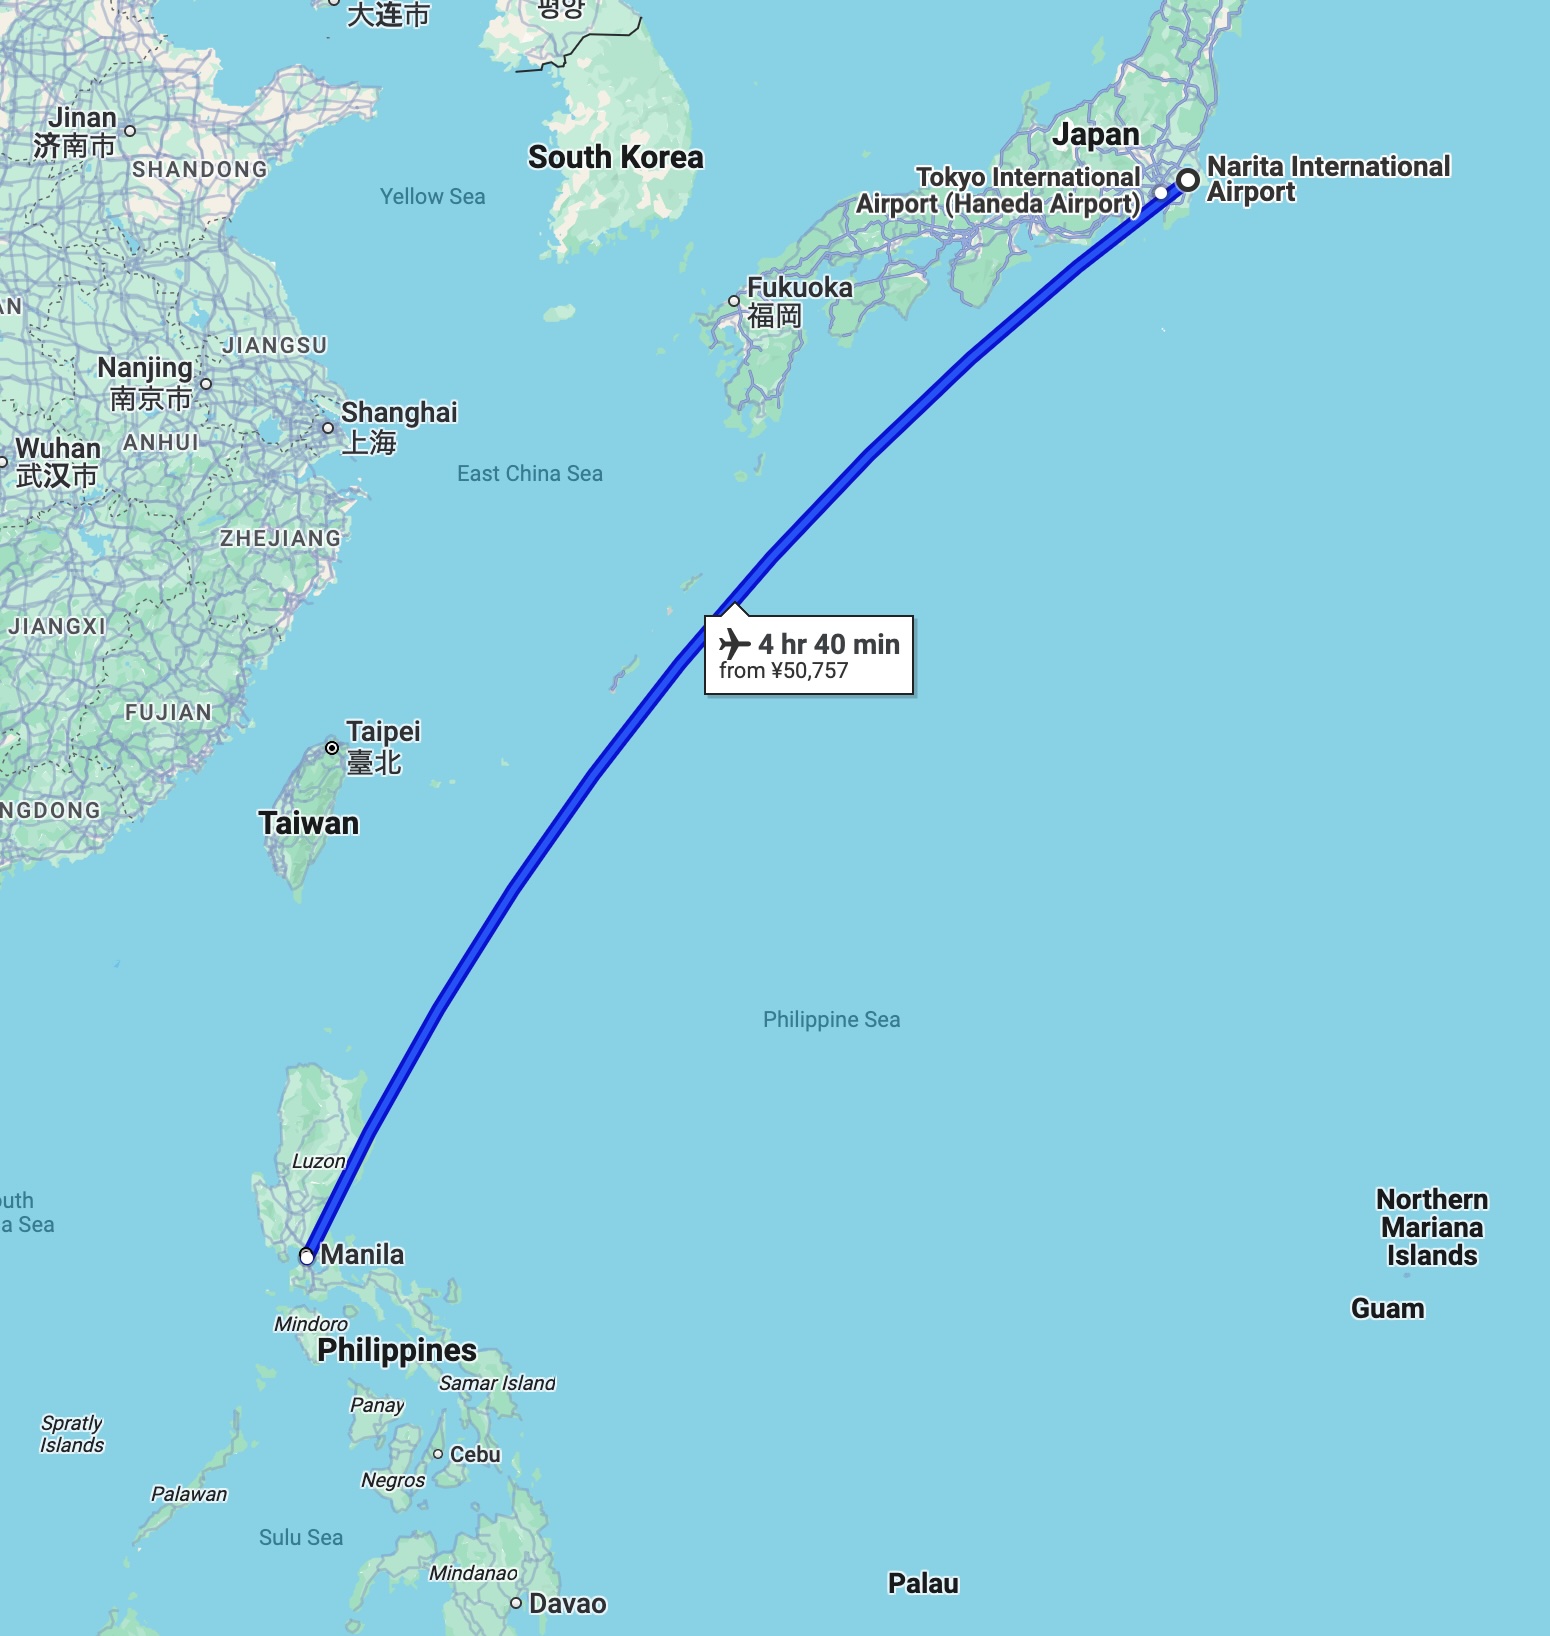 大连市
평양
Jinan
济南市
SHANDONG
South Korea
Yellow Sea
Japan
Tokyo International
Airport (Haneda Airport)
Narita International
Airport
AN
Fukuoka
福岡
JIANGSU
Nanjing
南京市
Shanghai
上海
ANHUI
Wuhan
武汉市
East China Sea
ZHEJIANG
JIANGXI
4 hr 40 min
from ¥50,757
FUJIAN
Taipei
臺北
NGDONG
Taiwan
Philippine Sea
Luzon
outh
a Sea
Northern
Mariana
Islands
Manila
Guam
Mindoro
Philippines
Samar Island
Panay
Spratly
Islands
Cebu
Negros
Palawan
Sulu Sea
Mindanao
Palau
Davao